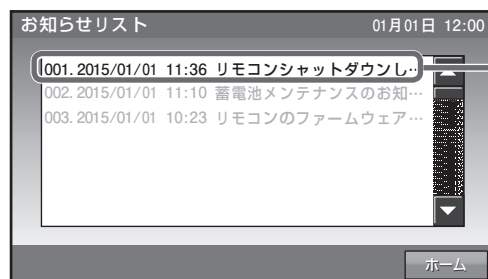 お知らせリスト 01月01日 12:00
001. 2015/01/01 11:36 リモコンシャットダウンし…
002. 2015/01/01 11:10 蓄電池メンテナンスのお知…
003. 2015/01/01 10:23 リモコンのファームウェア…
ホーム